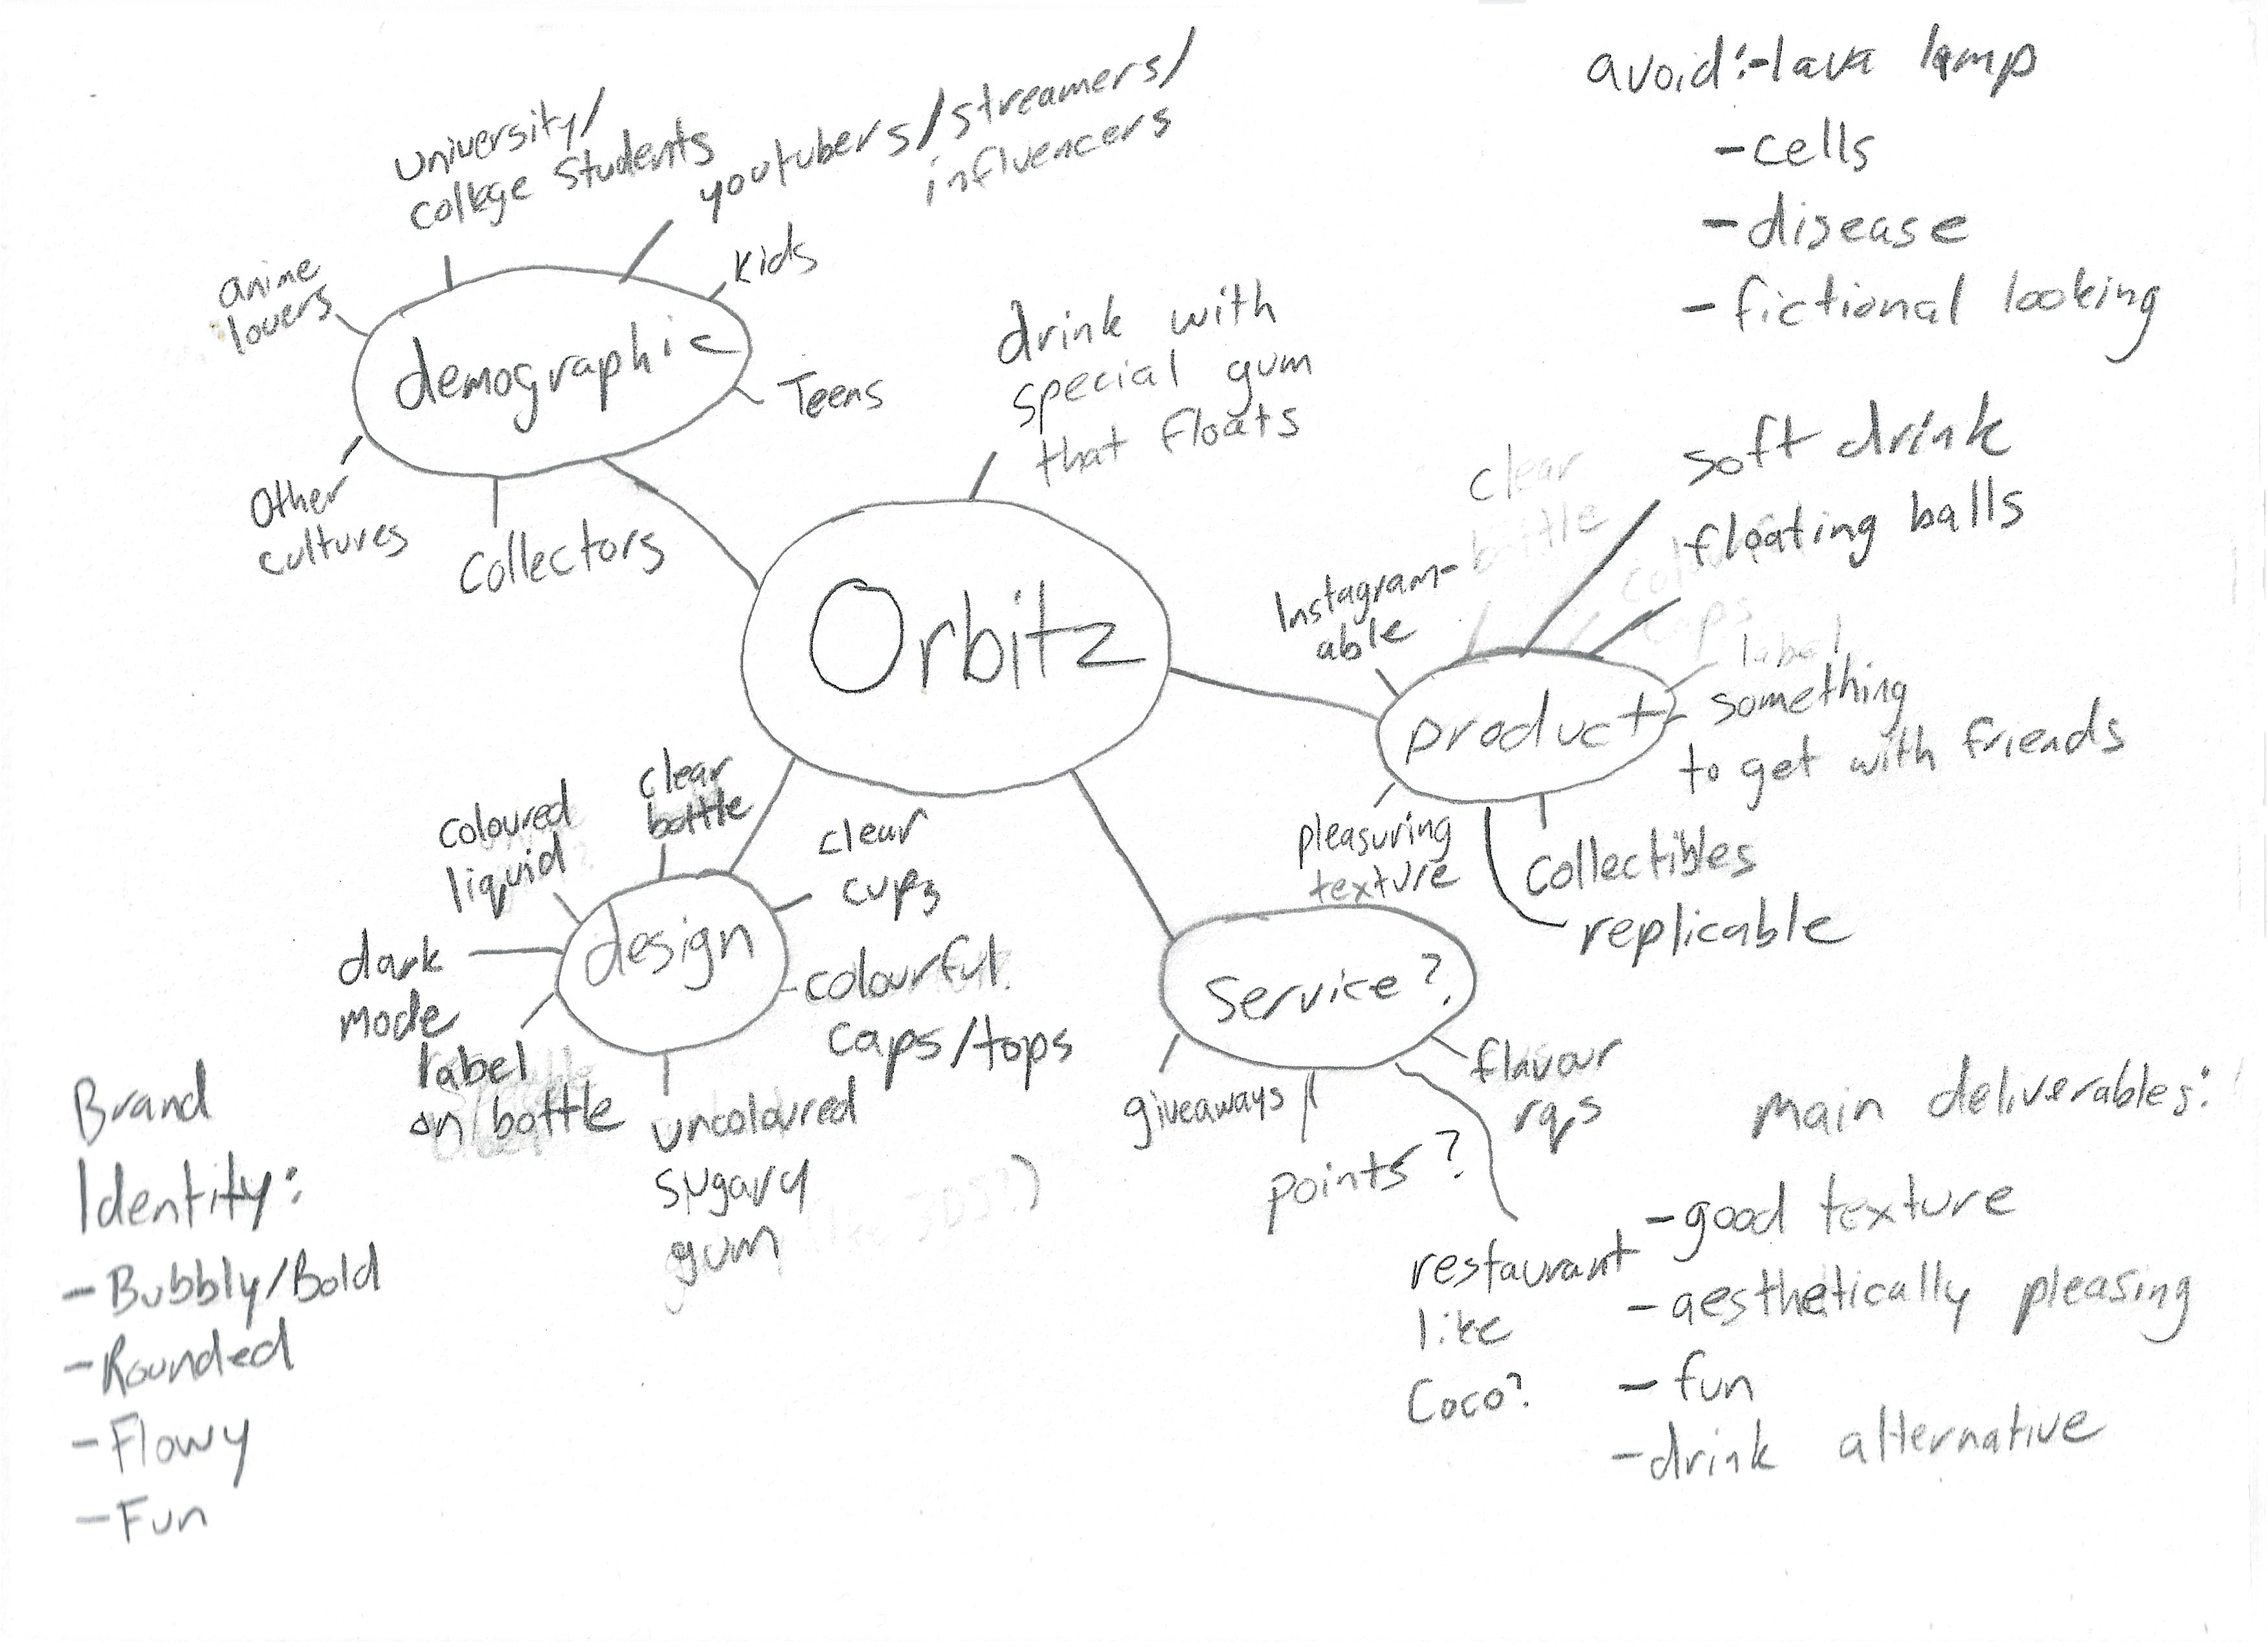 avoid:-lava lamp
-cells
-disease
-fictional looking
university/
college students
youtubers/streamers/
influencers
Kids
anime
lovers
demographic
Teens
Other
cultures
collectors
drink with
special gum
that floats
Orbitz
clear
bottle
soft drink
floating balls
caps
label
Instagram-
able
product
something
to get with friends
pleasuring
texture
collectibles
replicable
clear
bottle
coloured
liquid
clear
cups
design
dark
mode
colourful
caps/tops
label
on bottle
uncoloured
sugary
gum
service?
giveaways
points?
flavour
rqs
restaurant
like
Coco?
Brand
Identity:
-Bubbly/Bold
-Rounded
-Flowy
-Fun
main deliverables:
-good texture
-aesthetically pleasing
-fun
-drink alternative